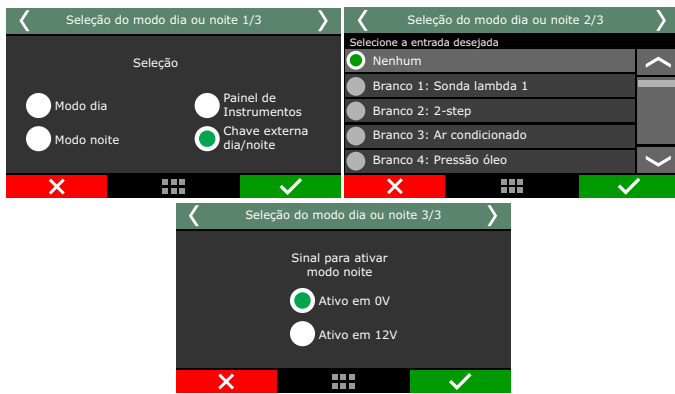 Seleção do modo dia ou noite 1/3
Seleção
Modo dia
Modo noite
Painel de
Instrumentos
Chave externa
dia/noite
Seleção do modo dia ou noite 2/3
Selecione a entrada desejada
Nenhum
Branco 1: Sonda lambda 1
Branco 2: 2-step
Branco 3: Ar condicionado
Branco 4: Pressão óleo
Seleção do modo dia ou noite 3/3
Sinal para ativar
modo noite
Ativo em 0V
Ativo em 12V